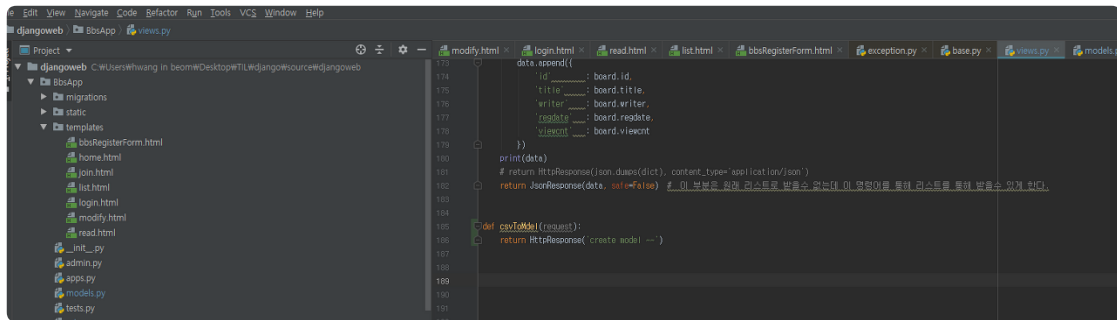 le Edit View Navigate Code Refactor Run Tools VCS Window Help
djangoweb BbsApp views.py
Project
modify.html login.html read.html list.html bbsRegisterForm.html exception.py base.py views.py models.p
djangoweb C:₩Users₩hwang in beom₩Desktop₩TIL₩django₩source₩djangoweb
BbsApp
migrations
static
templates
bbsRegisterForm.html
home.html
join.html
list.html
login.html
modify.html
read.html
__init__.py
admin.py
apps.py
models.py
tests.py
173 data.append({
174 'id' : board.id,
175 'title' : board.title,
176 'writer' : board.writer,
177 'regdate' : board.regdate,
178 'viewcnt' : board.viewcnt
179 })
180 print(data)
181 # return HttpResponse(json.dumps(dict), content_type='application/json')
182 return JsonResponse(data, safe=False) # 이 부분은 원래 리스트로 받을수 없는데 이 명령어를 통해 리스트를 통해 받을수 있게 한다.
183
184
185 def csvToMdel(request):
186 return HttpResponse('create model --')
187
188
189
190
191